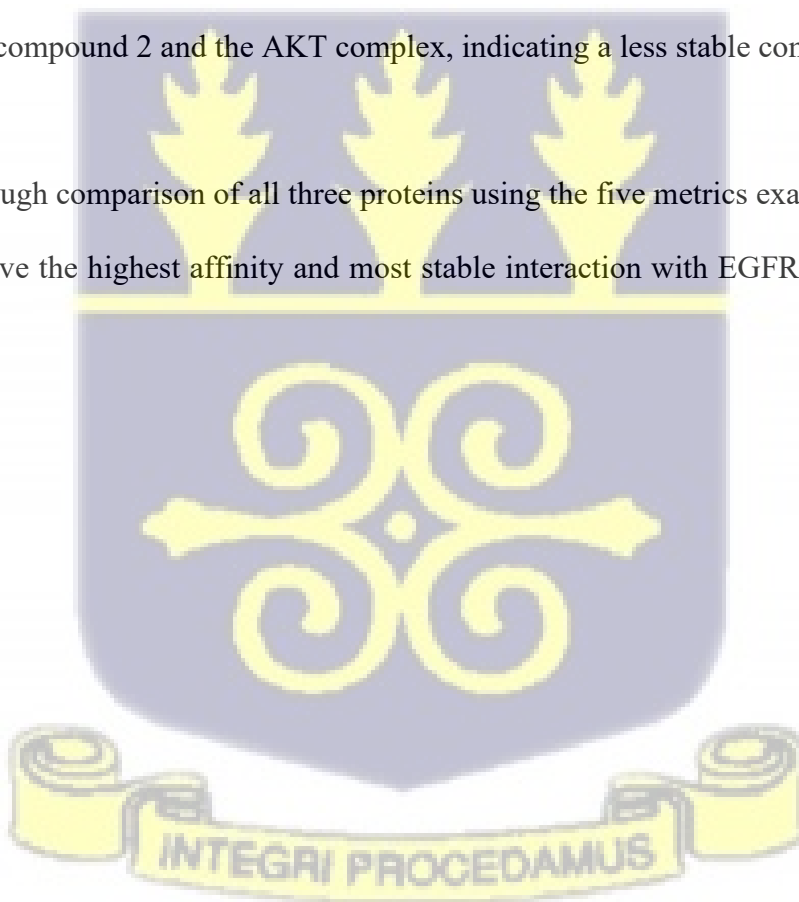 compound 2 and the AKT complex, indicating a less stable con
ugh comparison of all three proteins using the five metrics exa
ve the highest affinity and most stable interaction with EGFR
INTEGRI PROCEDAMUS